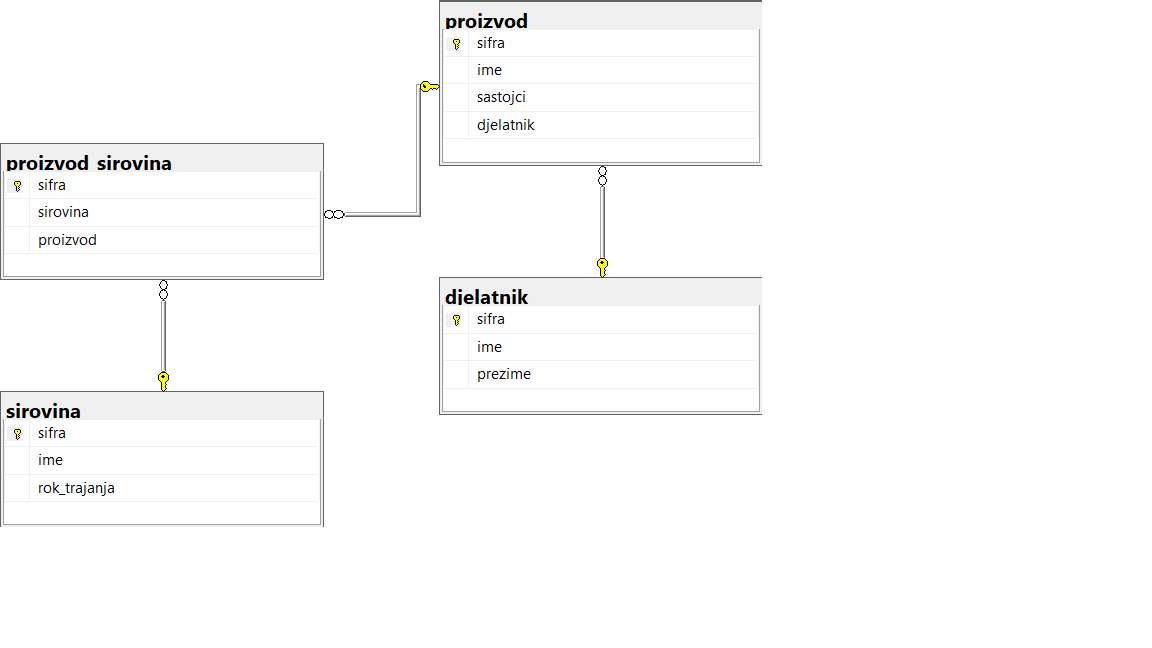 proizvod
sifra
ime
sastojci
djelatnik
proizvod_sirovina
sifra
sirovina
proizvod
djelatnik
sifra
ime
prezime
sirovina
sifra
ime
rok_trajanja